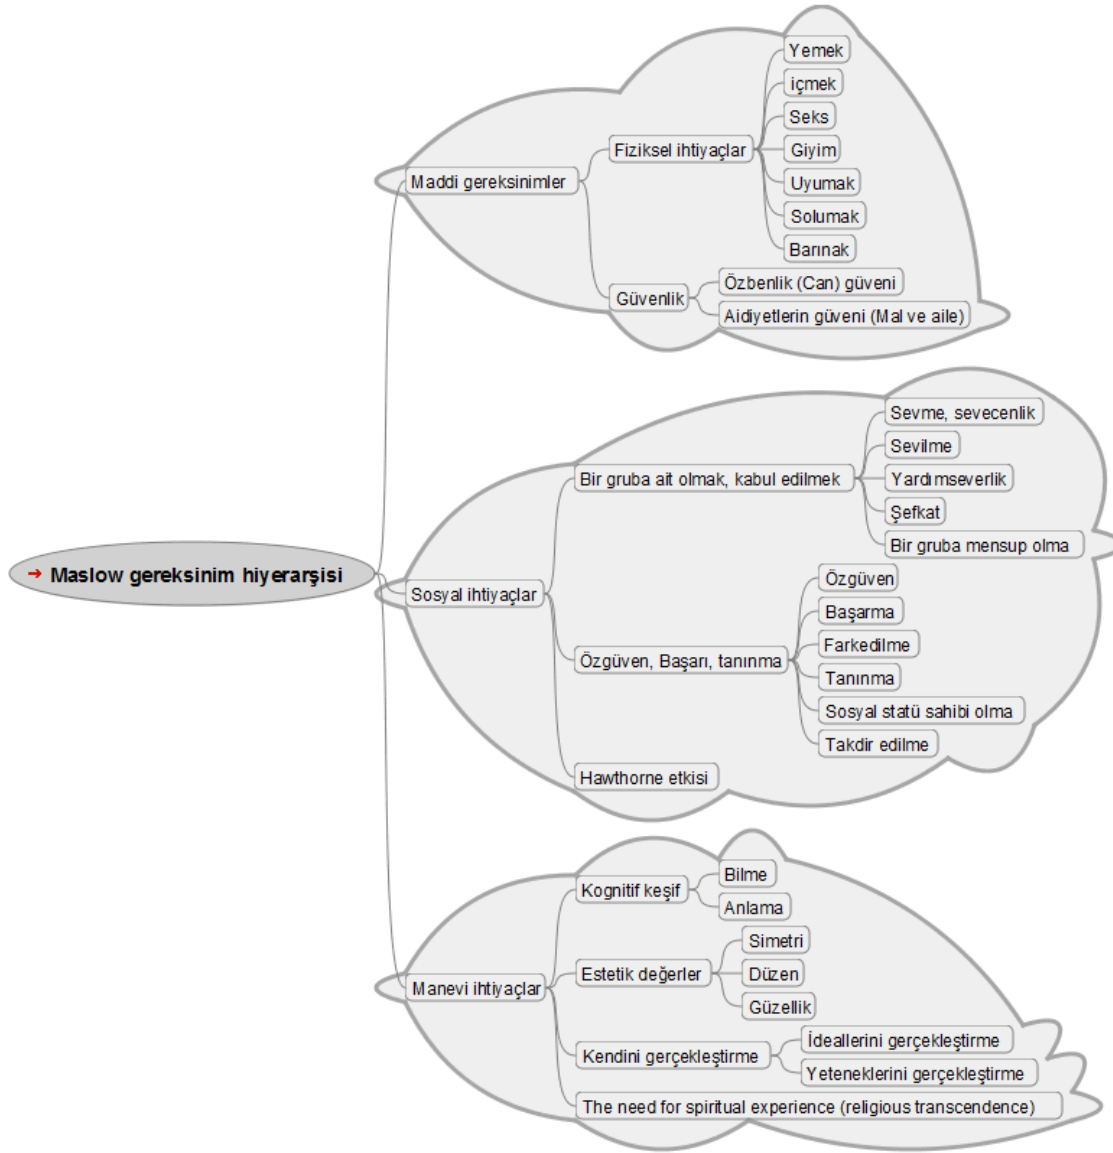 Maslow gereksinim hiyerarşisi
Maddi gereksinimler
Fiziksel ihtiyaçlar
Yemek
içmek
Seks
Giyim
Uyumak
Solumak
Barınak
Güvenlik
Özbenlik (Can) güveni
Aidiyetlerin güveni (Mal ve aile)
Sosyal ihtiyaçlar
Bir gruba ait olmak, kabul edilmek
Sevme, sevecenlik
Sevilme
Yardımseverlik
Şefkat
Bir gruba mensup olma
Özgüven, Başarı, tanınma
Özgüven
Başarma
Farkedilme
Tanınma
Sosyal statü sahibi olma
Takdir edilme
Hawthorne etkisi
Manevi ihtiyaçlar
Kognitif keşif
Bilme
Anlama
Estetik değerler
Simetri
Düzen
Güzellik
Kendini gerçekleştirme
İdeallerini gerçekleştirme
Yeteneklerini gerçekleştirme
The need for spiritual experience (religious transcendence)